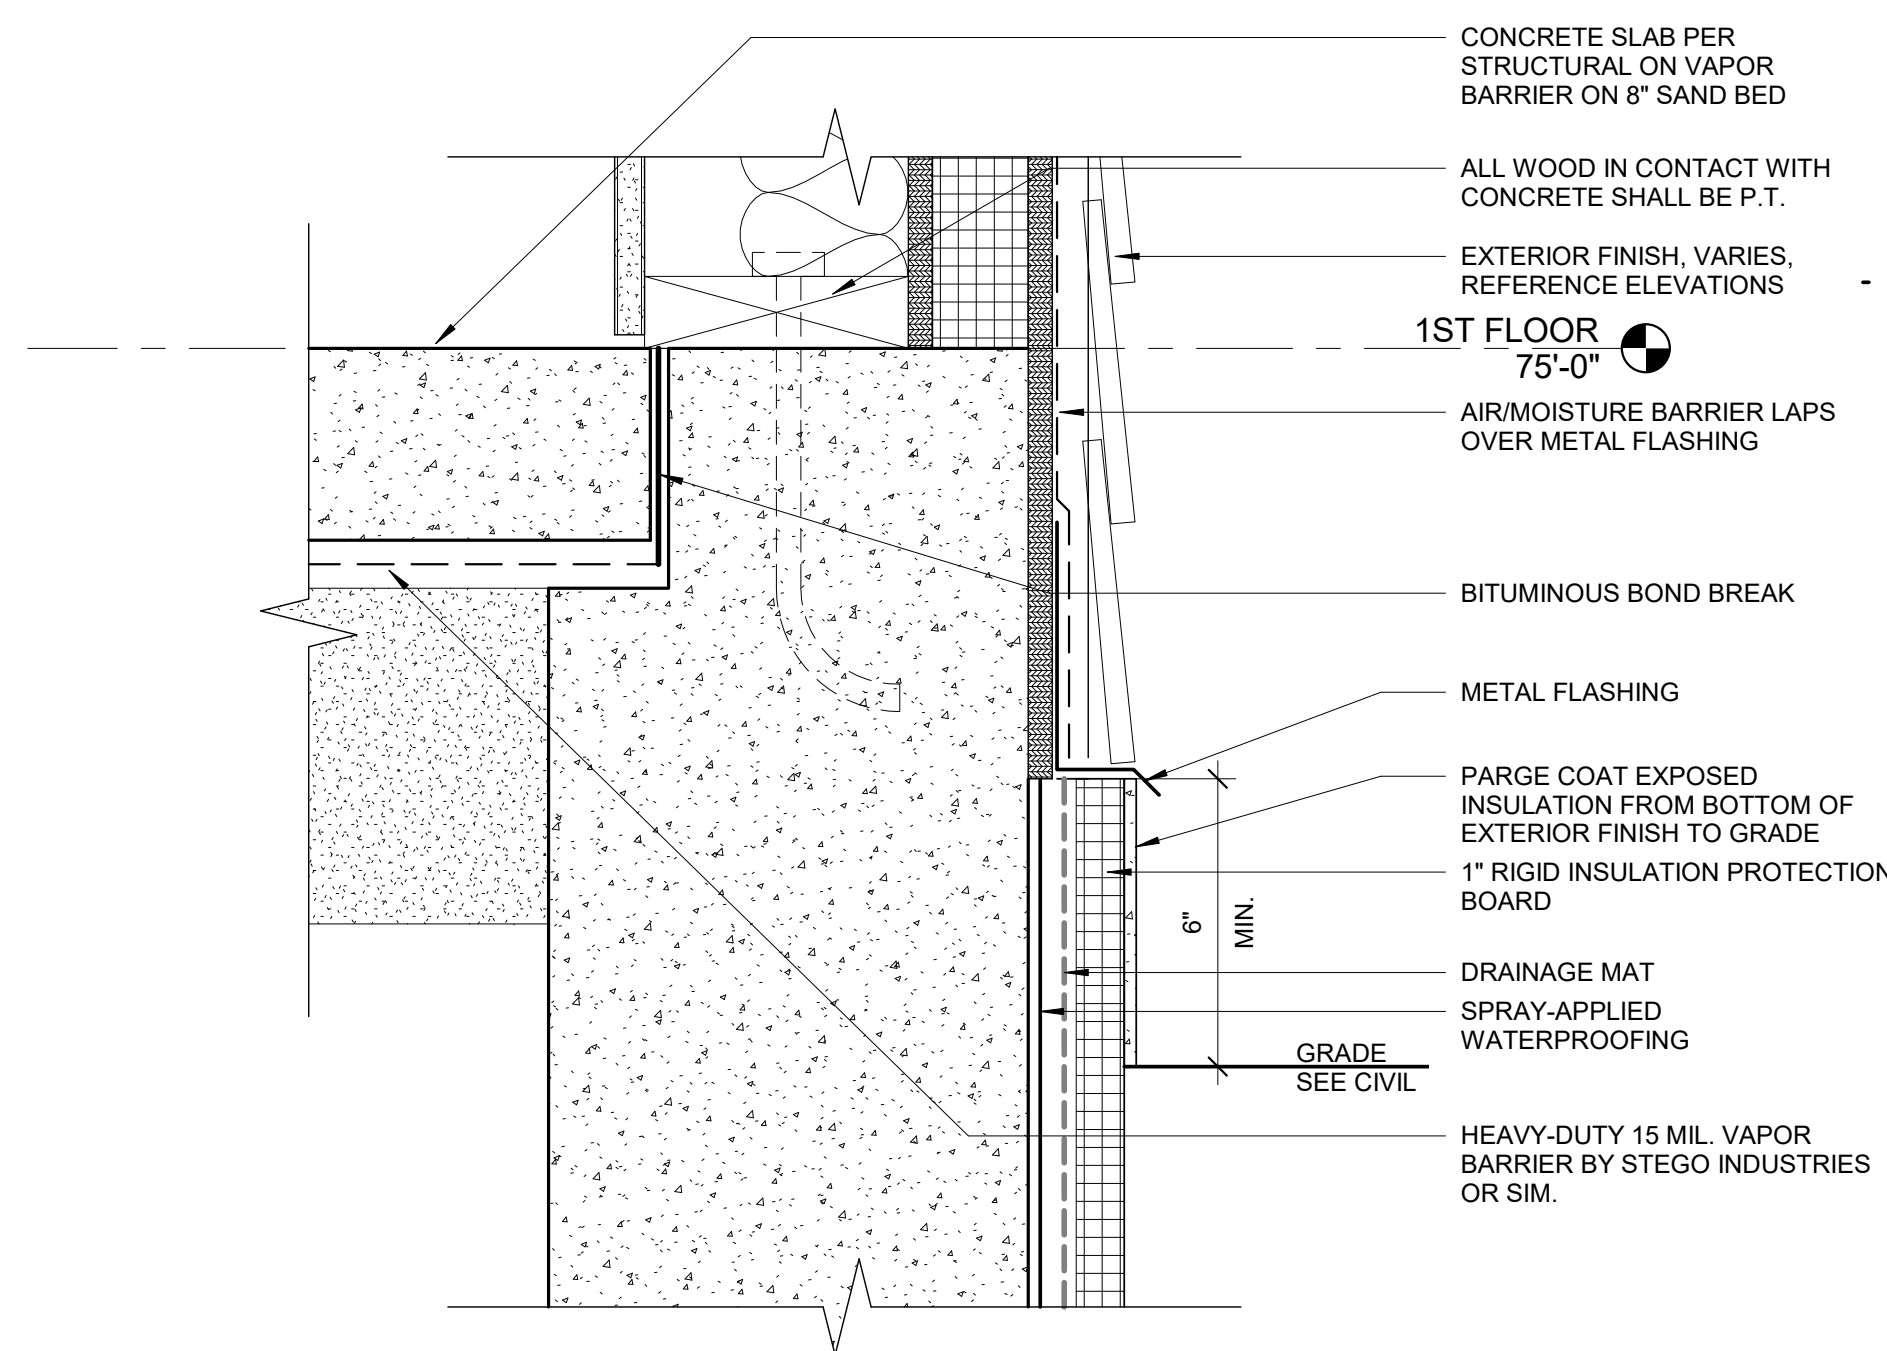 CONCRETE SLAB PER
STRUCTURAL ON VAPOR
BARRIER ON 8" SAND BED
ALL WOOD IN CONTACT WITH
CONCRETE SHALL BE P.T.
EXTERIOR FINISH, VARIES,
REFERENCE ELEVATIONS
1ST FLOOR
75'-0"
AIR/MOISTURE BARRIER LAPS
OVER METAL FLASHING
BITUMINOUS BOND BREAK
METAL FLASHING
PARGE COAT EXPOSED
INSULATION FROM BOTTOM OF
EXTERIOR FINISH TO GRADE
1" RIGID INSULATION PROTECTION
BOARD
6"
MIN.
DRAINAGE MAT
SPRAY-APPLIED
WATERPROOFING
GRADE
SEE CIVIL
HEAVY-DUTY 15 MIL. VAPOR
BARRIER BY STEGO INDUSTRIES
OR SIM.